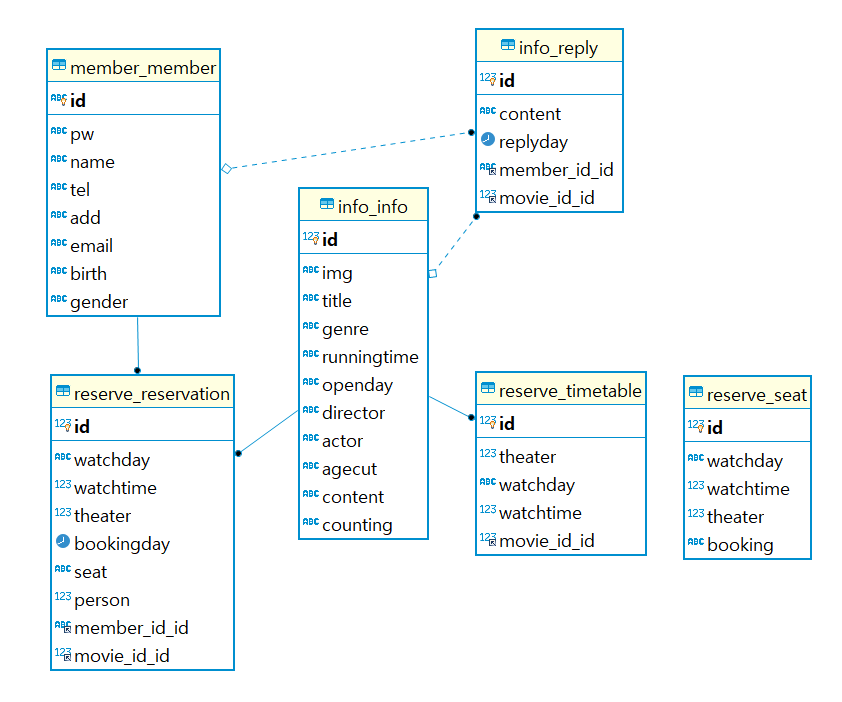 member_member
id
pw
name
tel
add
email
birth
gender
info_reply
id
content
replyday
member_id_id
movie_id_id
info_info
id
img
title
genre
runningtime
openday
director
actor
agecut
content
counting
reserve_reservation
id
watchday
watchtime
theater
bookingday
seat
person
member_id_id
movie_id_id
reserve_timetable
id
theater
watchday
watchtime
movie_id_id
reserve_seat
id
watchday
watchtime
theater
booking